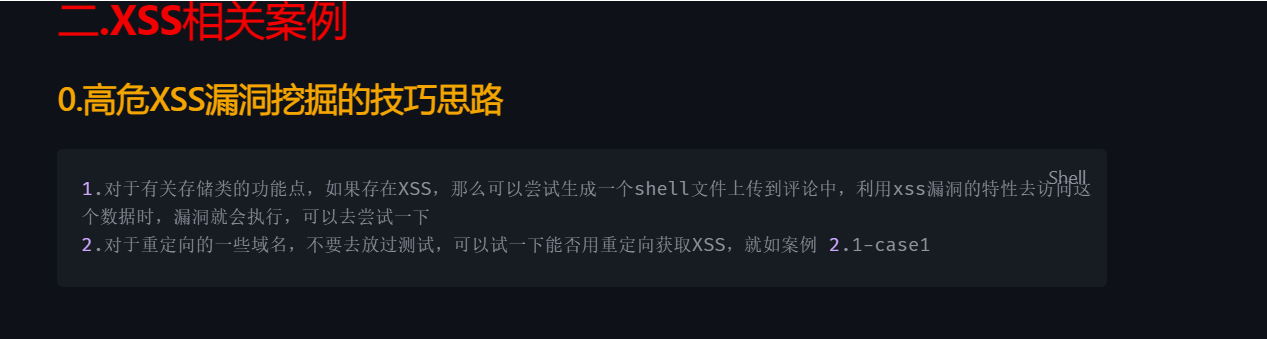 二.XSS相关案例
0.高危XSS漏洞挖掘的技巧思路
Shell
1.对于有关存储类的功能点，如果存在XSS，那么可以尝试生成一个shell文件上传到评论中，利用xss漏洞的特性去访问这
个数据时，漏洞就会执行，可以去尝试一下
2.对于重定向的一些域名，不要去放过测试，可以试一下能否用重定向获取XSS，就如案例 2.1-case1